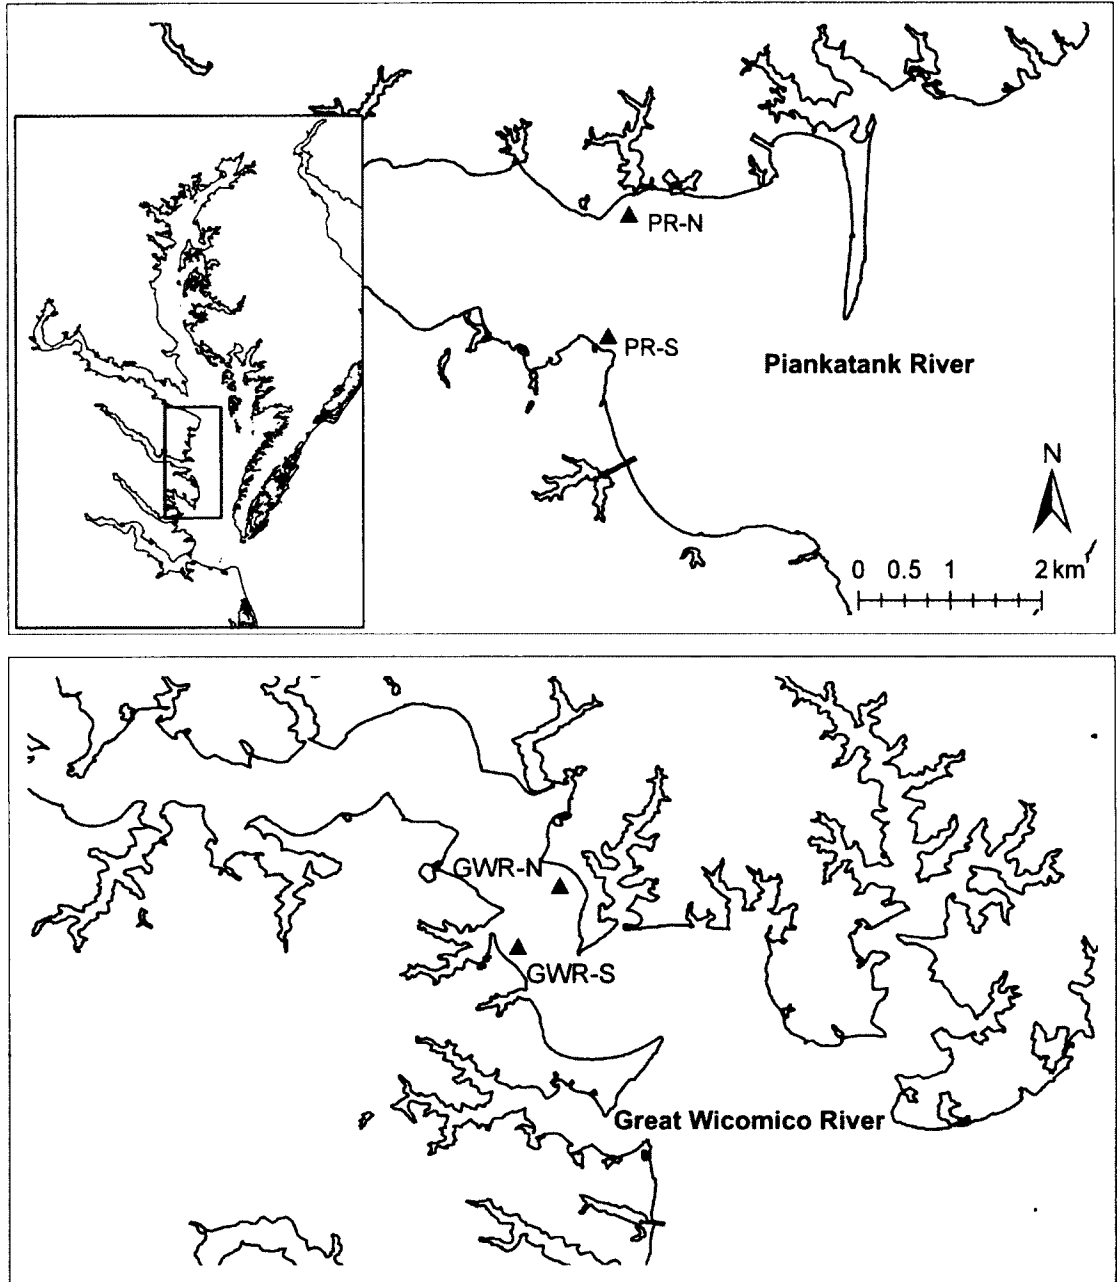 PR-N
PR-S
Piankatank River
N
0 0.5 1 2 km
GWR-N
GWR-S
Great Wicomico River